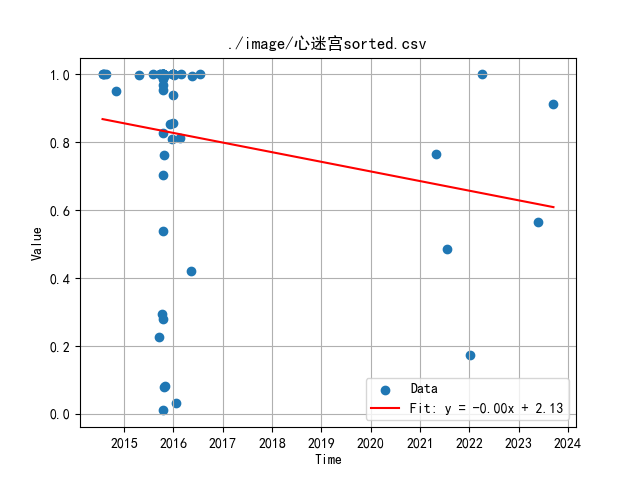 ./image/心迷宫sorted.csv
1.0
0.8
0.6
0.4
0.2
0.0
Value
2015 2016 2017 2018 2019 2020 2021 2022 2023 2024
Time
Data
Fit: y = -0.00x + 2.13